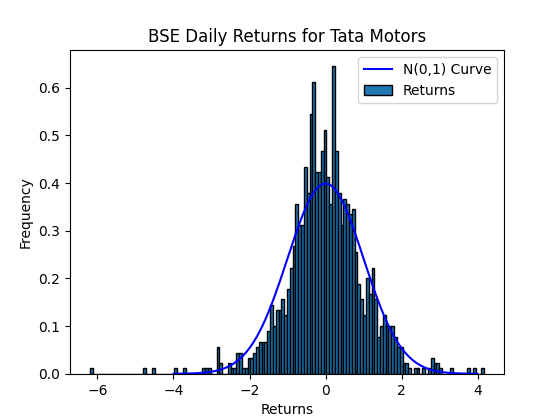 BSE Daily Returns for Tata Motors
N(0,1) Curve
Returns
Frequency
0.6
0.5
0.4
0.3
0.2
0.1
0.0
−6 −4 −2 0 2 4
Returns